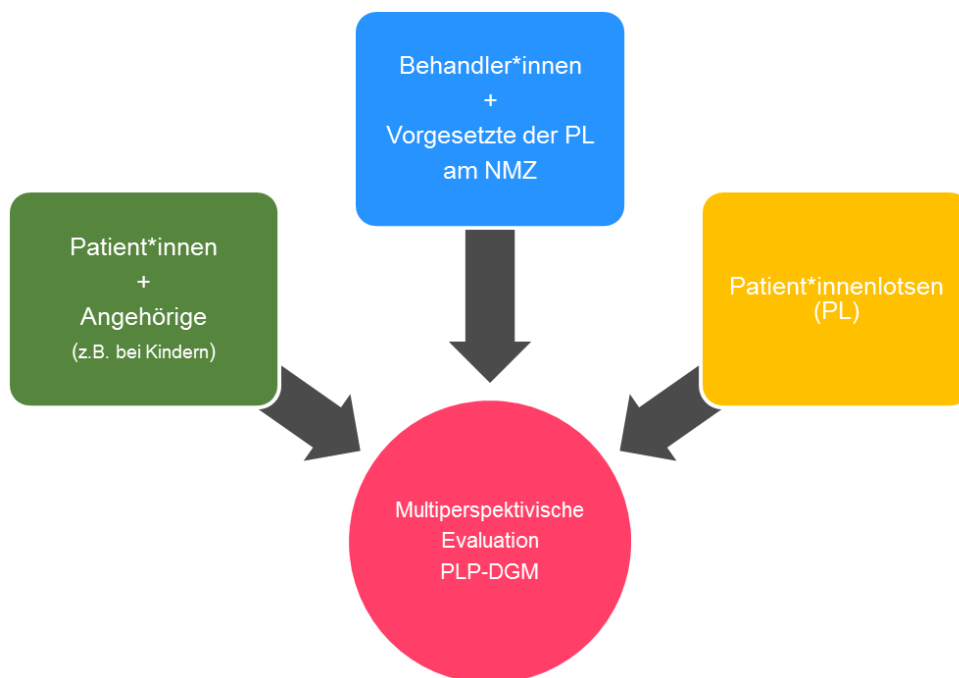 Behandler*innen
+
Vorgesetzte der PL
am NMZ
Patient*innen
+
Angehörige
(z.B. bei Kindern)
Patient*innenlotsen
(PL)
Multiperspektivische
Evaluation
PLP-DGM